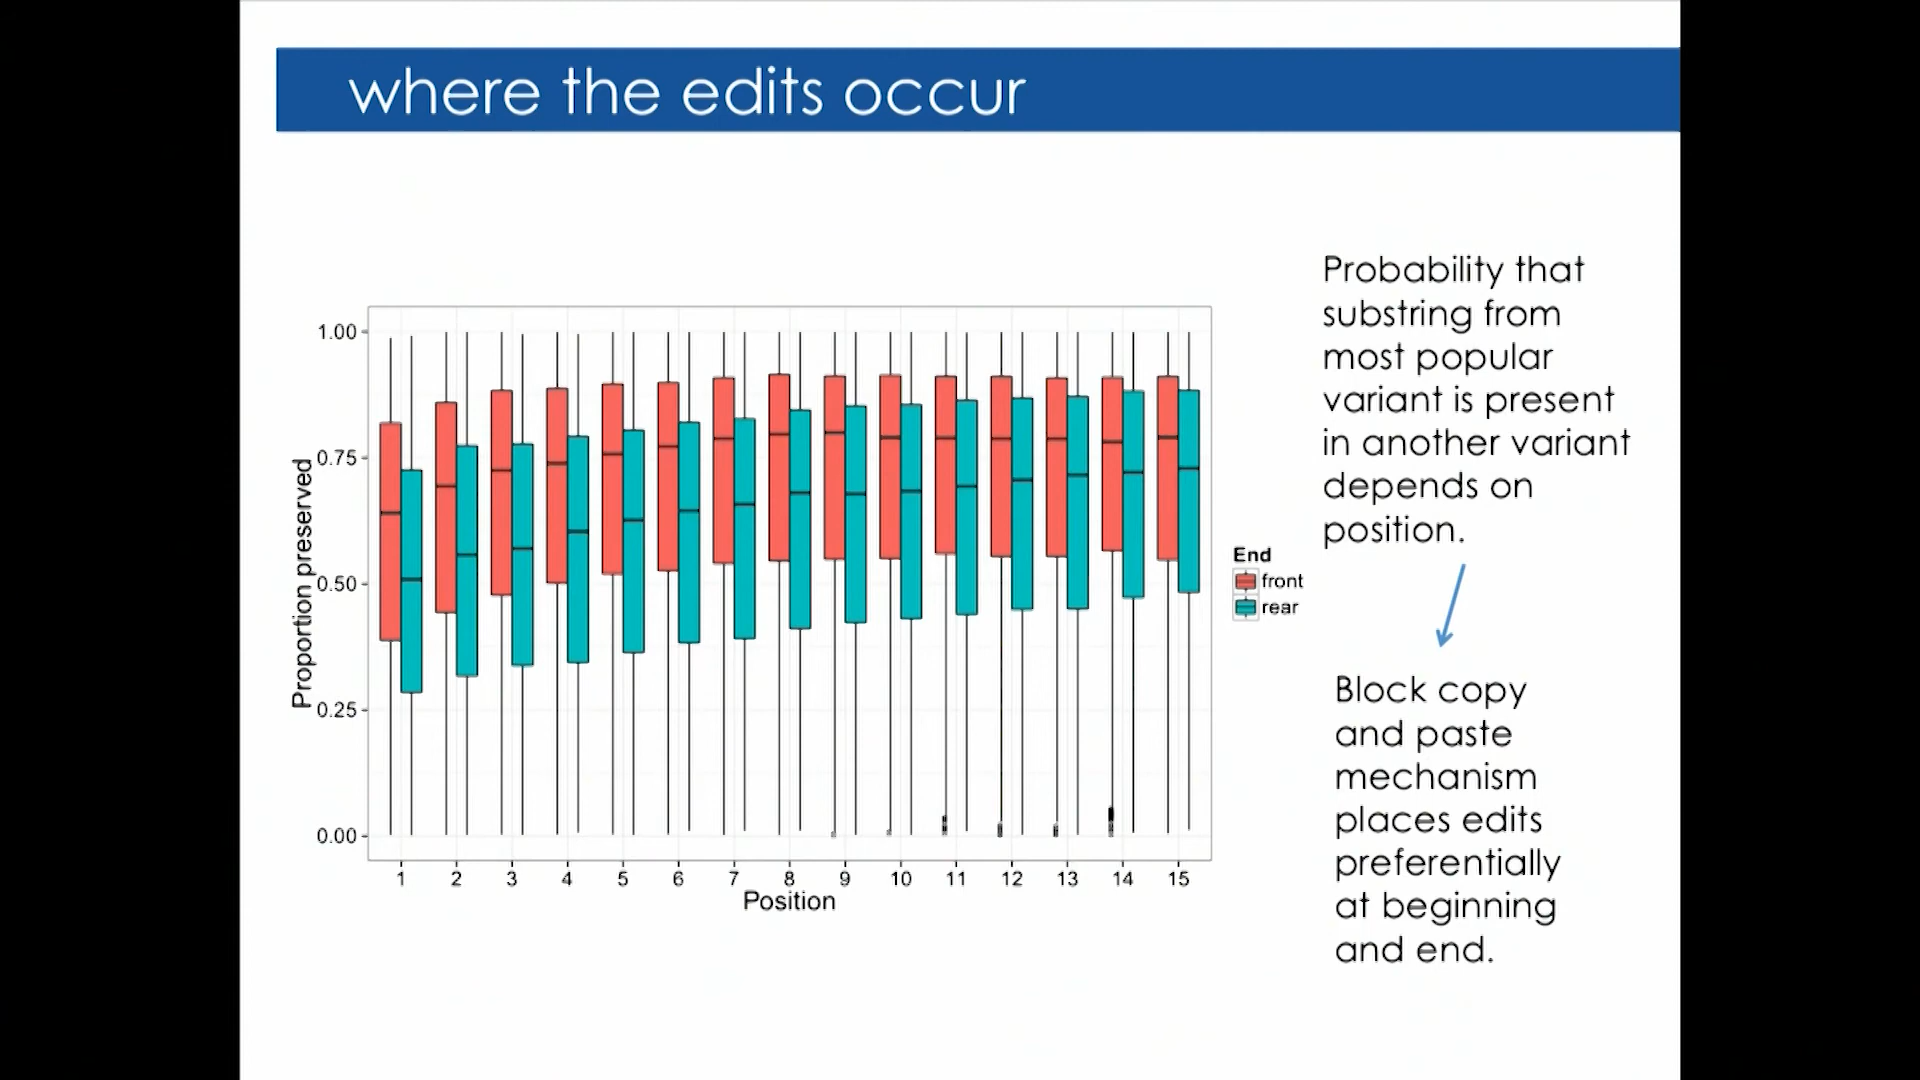 where the edits occur
Probability that
substring from
most popular
variant is present
in another variant
depends on
position.
Block copy
and paste
mechanism
places edits
preferentially
at beginning
and end.
Proportion preserved
1.00
0.75
0.50
0.25
0.00
1 2 3 4 5 6 7 8 9 10 11 12 13 14 15
Position
End
front
rear